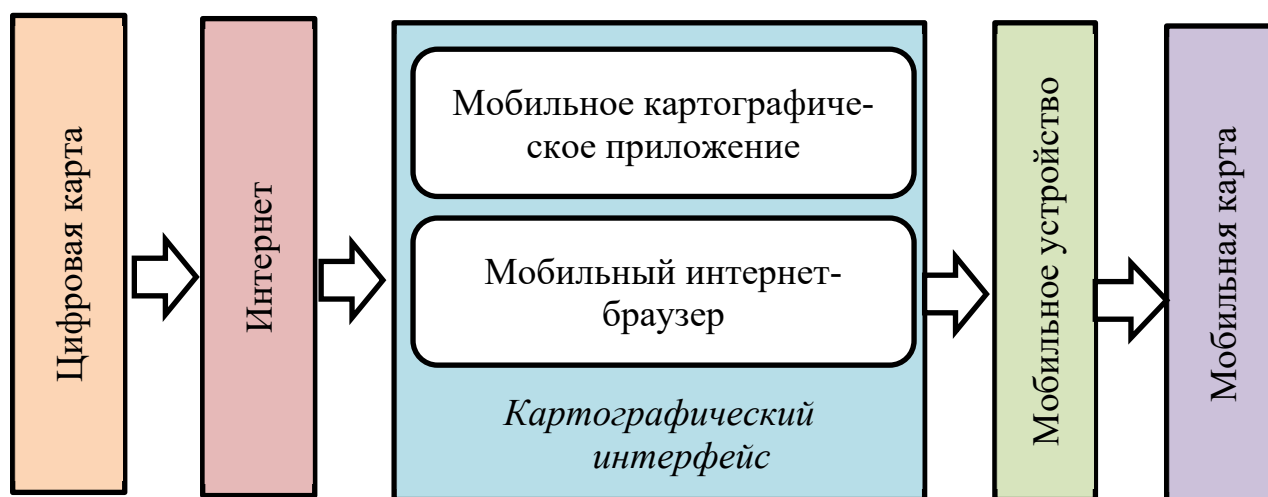 Цифровая карта
Интернет
Мобильное картографиче-
ское приложение
Мобильный интернет-
браузер
Картографический
интерфейс
Мобильное устройство
Мобильная карта